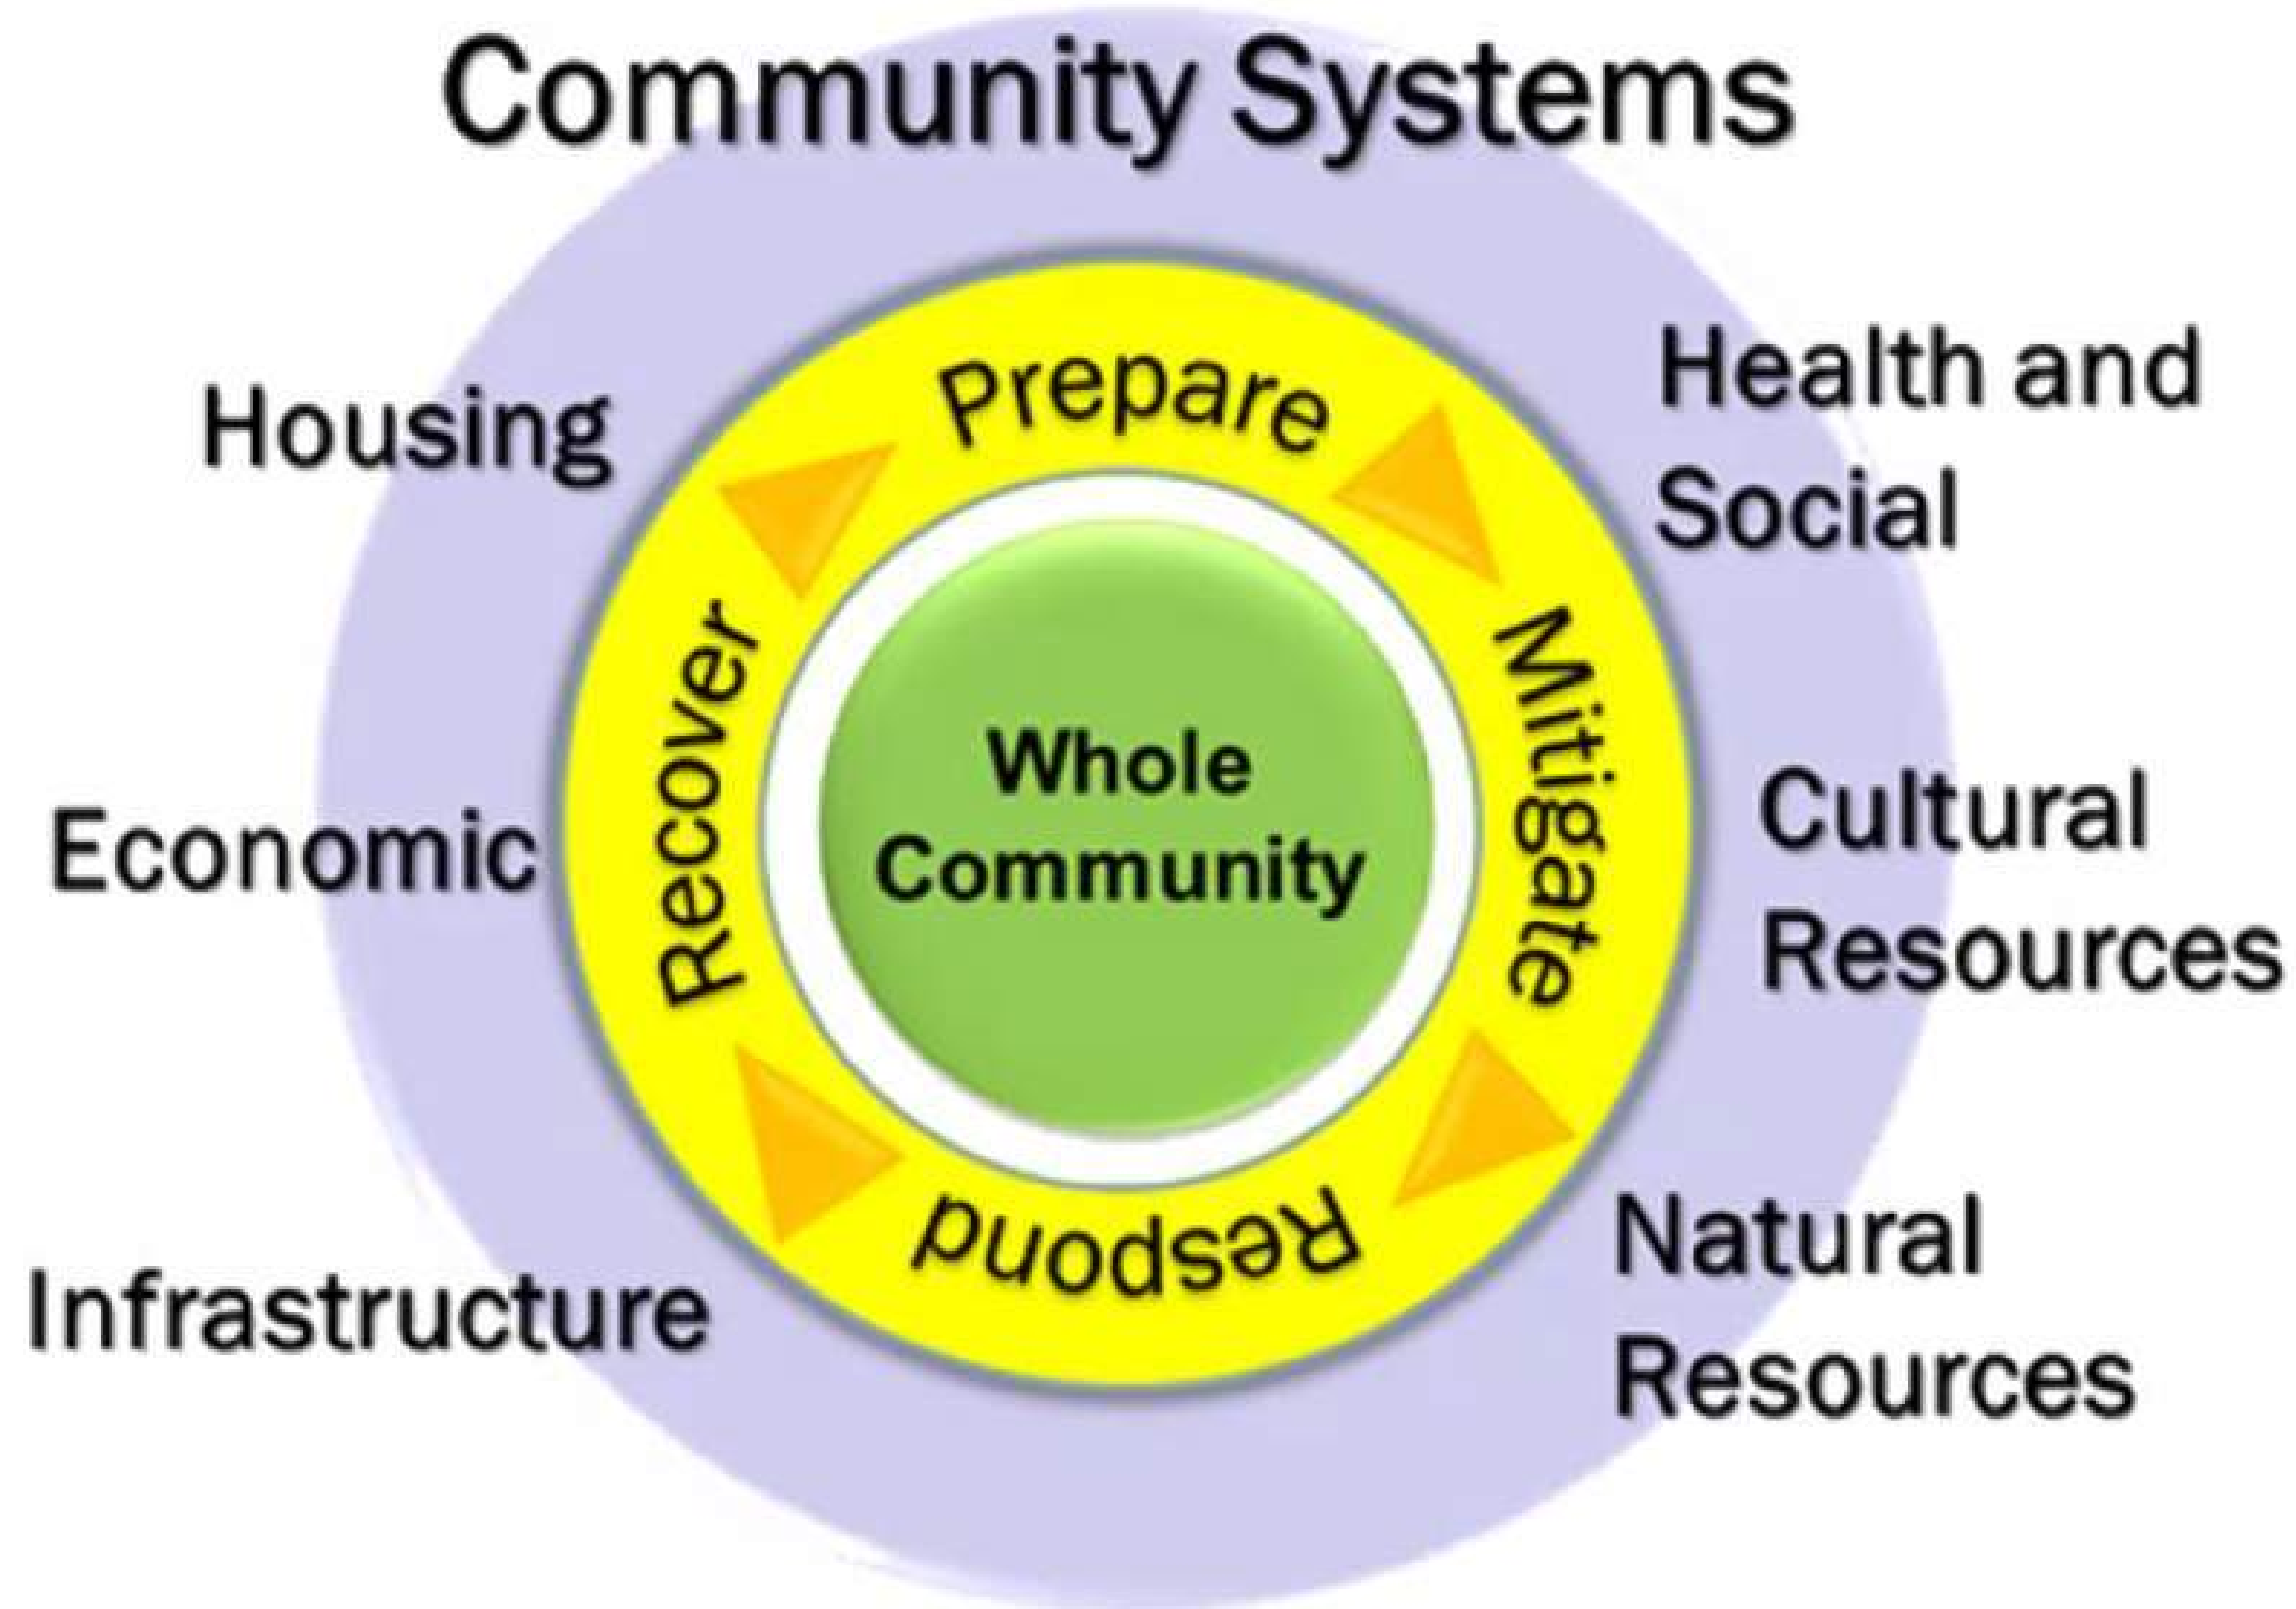 Community Systems
Housing
Health and
Social
Prepare
Mitigate
Recover
Whole
Community
Economic
Cultural
Resources
Respond
Natural
Resources
Infrastructure